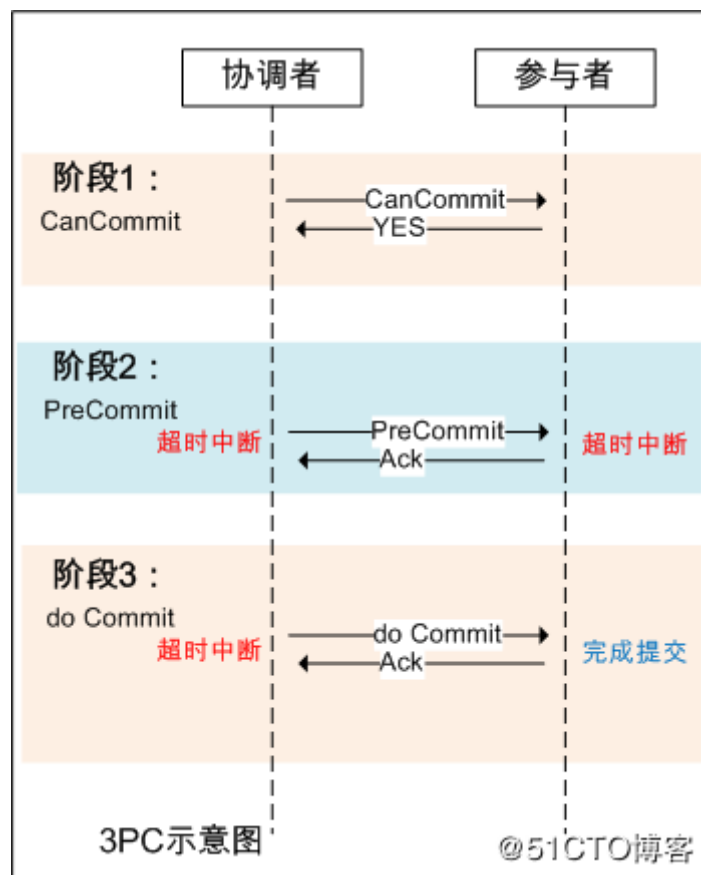 协调者
参与者
阶段1：
CanCommit
CanCommit
YES
阶段2：
PreCommit
超时中断
PreCommit
Ack
超时中断
阶段3：
do Commit
超时中断
do Commit
Ack
完成提交
3PC示意图
@51CTO博客